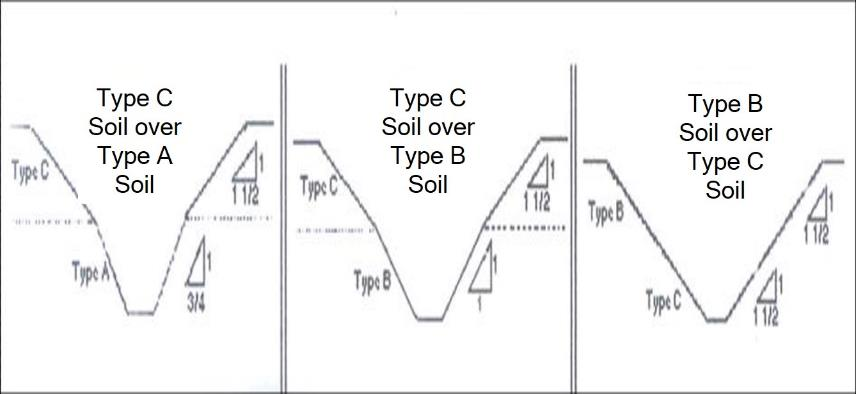 Type C
Soil over
Type A
Soil
Type C
1
1 1/2
Type A
1
3/4
Type C
Soil over
Type B
Soil
Type C
1
1 1/2
Type B
1
1
Type B
Soil over
Type C
Soil
Type B
1
1 1/2
Type C
1
1 1/2